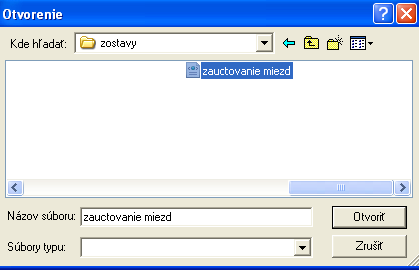 Otvorenie
Kde hľadať: zostavy
zauctovanie miezd
Názov súboru: zauctovanie miezd Otvoriť
Súbory typu: Zrušiť